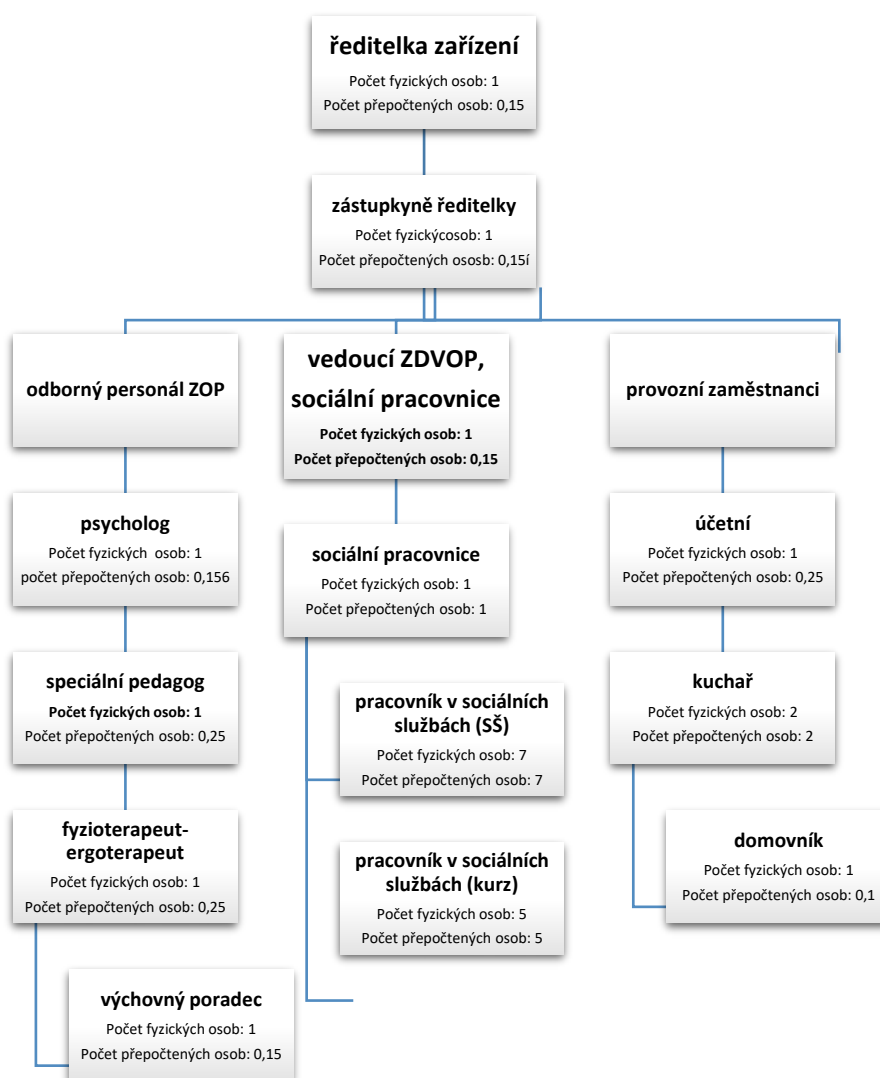 ředitelka zařízení
Počet fyzických osob: 1
Počet přepočtených osob: 0,15
zástupkyně ředitelky
Počet fyzickýcosob: 1
Počet přepočtených ososb: 0,15í
odborný personál ZOP
vedoucí ZDVOP,
sociální pracovnice
Počet fyzických osob: 1
Počet přepočtených osob: 0,15
provozní zaměstnanci
psycholog
Počet fyzických  osob: 1
počet přepočtených osob: 0,156
sociální pracovnice
Počet fyzických osob: 1
Počet přepočtených osob: 1
účetní
Počet fyzických osob: 1
Počet přepočtených osob: 0,25
speciální pedagog
Počet fyzických osob: 1
Počet přepočtených osob: 0,25
pracovník v sociálních
službách (SŠ)
Počet fyzických osob: 7
Počet přepočtených osob: 7
kuchař
Počet fyzických osob: 2
Počet přepočtených osob: 2
fyzioterapeut-
ergoterapeut
Počet fyzických osob: 1
Počet přepočtených osob: 0,25
pracovník v sociálních
službách (kurz)
Počet fyzických osob: 5
Počet přepočtených osob: 5
domovník
Počet fyzických osob: 1
Počet přepočtených osob: 0,1
výchovný poradec
Počet fyzických osob: 1
Počet přepočtených osob: 0,15